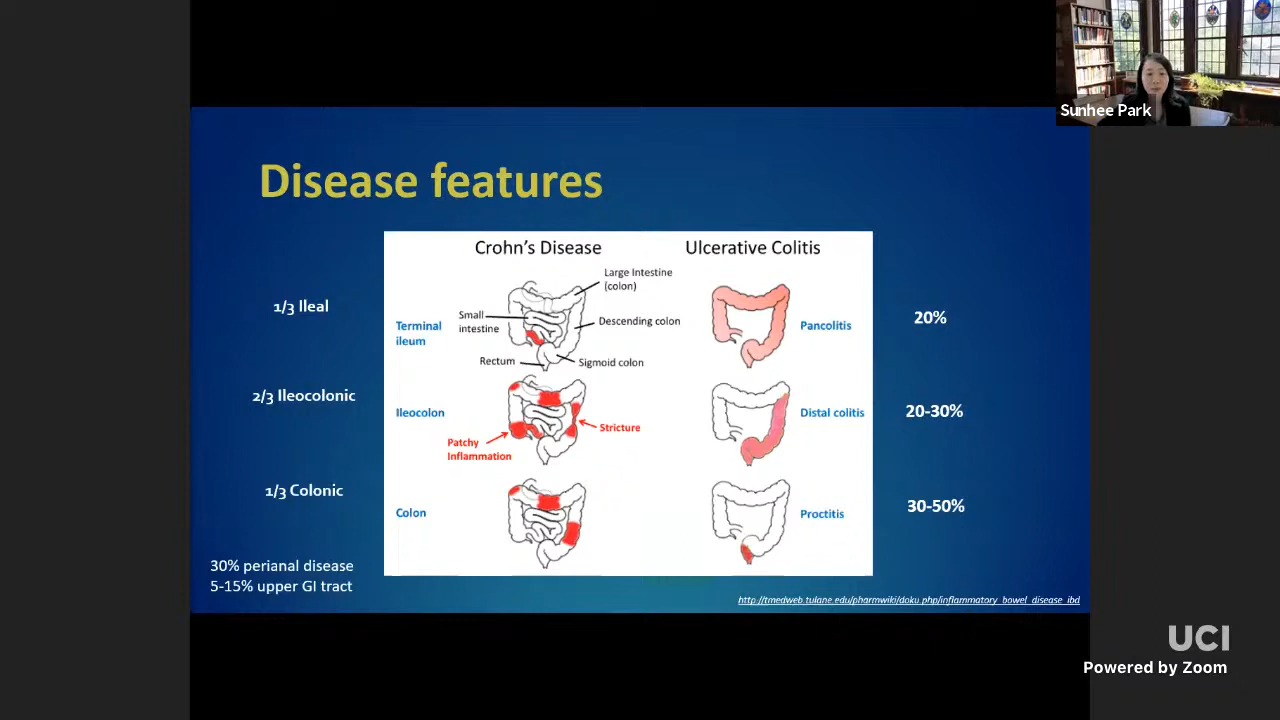 Sunhee Park
Disease features
Crohn's Disease
Ulcerative Colitis
1/3 Ileal
Terminal
ileum
Small
intestine
Rectum
Large Intestine
(colon)
Descending colon
Sigmoid colon
Pancolitis
20%
2/3 Ileocolonic
Ileocolon
Patchy
Inflammation
Stricture
Distal colitis
20-30%
1/3 Colonic
Colon
Proctitis
30-50%
30% perianal disease
5-15% upper GI tract
http://tmedweb.tulane.edu/pharmwiki/doku.php/inflammatory_bowel_disease_ibd
UCI
Powered by Zoom